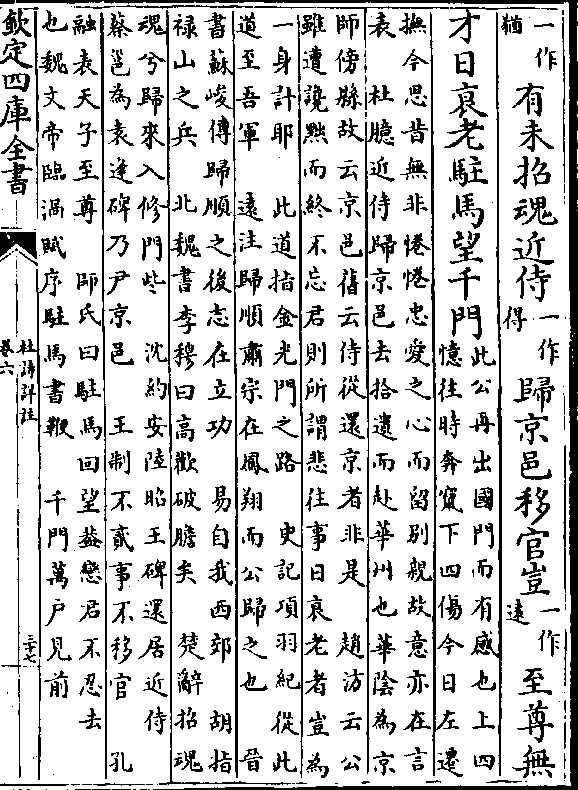 一作猶有未招魂近侍一作得歸京邑移官豈一作遠至尊無
才日衰老駐馬望千門此公再出國門而有感也上四
憶往時奔竄下四傷今日左遷
撫今思昔無非惓惓忠愛之心而留别親故意亦在言
表 杜臆近侍歸京邑去拾遺而赴華州也華陰為京
師傍縣故云京邑舊云侍從還京者非是 趙汸云公
雖遭讒黜而終不忘君則所謂悲往事日衰老者豈為
一身計耶 此道指金光門之路 史記項羽紀從此
道至吾軍 遠注歸順肅宗在鳳翔而公歸之也 晉
書蘇峻傳歸順之後志在立功 易自我西郊 胡指
禄山之兵 北魏書李穆曰高歡破膽矣 楚辭招魂
魂兮歸來入修門些 沈約安陸昭王碑還居近侍
蔡邕為袁逢碑乃尹京邑 王制不貳事不移官 孔
融表天子至尊 師氏曰駐馬回望葢戀君不忍去
也魏文帝臨渦賦序駐馬書鞭 千門萬戸見前
欽定四庫全書
杜詩詳註
卷六
三十七